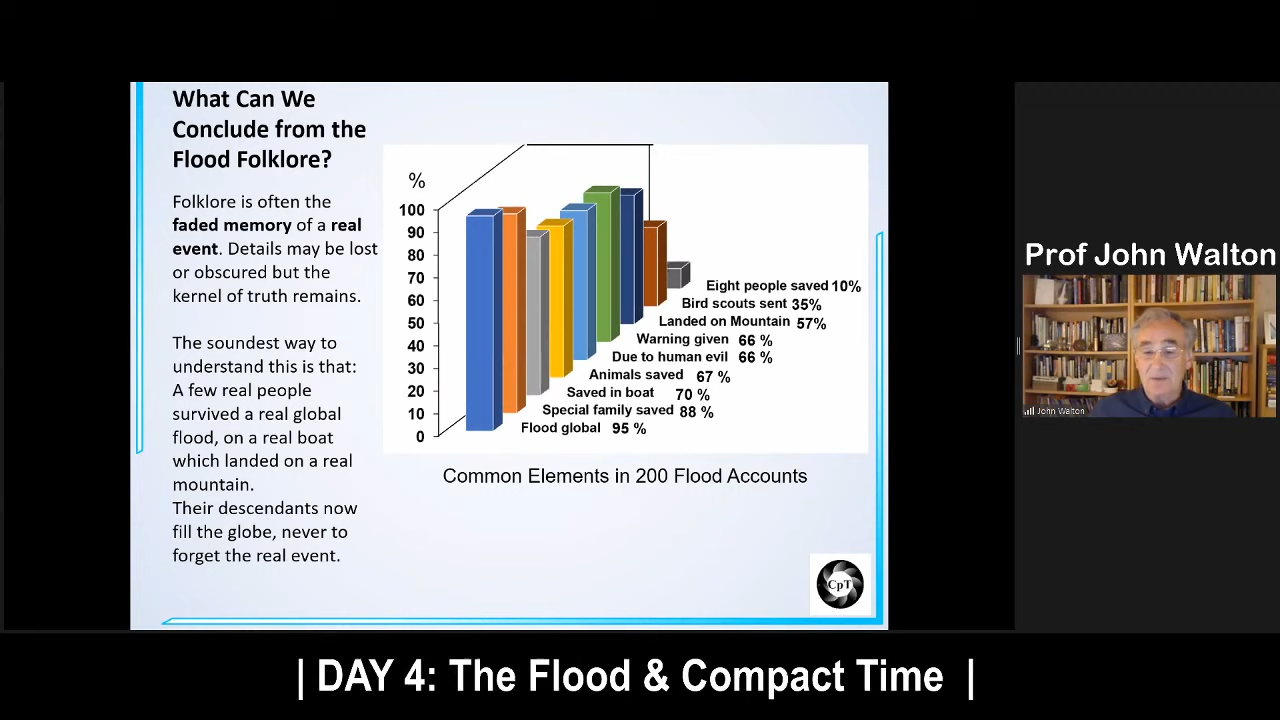 What Can We
Conclude from the
Flood Folklore?
Folklore is often the
faded memory of a real
event. Details may be lost
or obscured but the
kernel of truth remains.
The soundest way to
understand this is that:
A few real people
survived a real global
flood, on a real boat
which landed on a real
mountain.
Their descendants now
fill the globe, never to
forget the real event.
%
100
90
80
70
60
50
40
30
20
10
0
Eight people saved 10%
Bird scouts sent 35%
Landed on Mountain 57%
Warning given 66 %
Due to human evil 66 %
Animals saved 67 %
Saved in boat 70 %
Special family saved 88 %
Flood global 95 %
Common Elements in 200 Flood Accounts
CpT
Prof John Walton
John Walton
| DAY 4: The Flood & Compact Time |